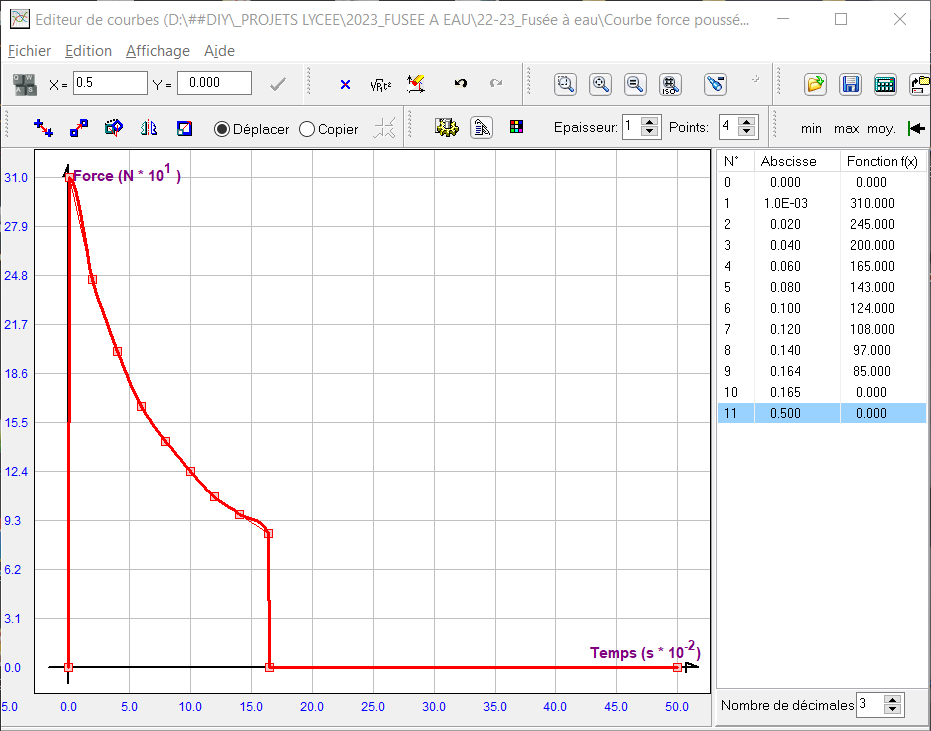 Editeur de courbes (D:\##DIY\_PROJETS LYCEE\2023_FUSEE A EAU\22-23_Fusée à eau\Courbe force poussé...
Fichier Edition Affichage Aide
X = 0.5 Y = 0.000
Déplacer Copier Epaisseur: 1 Points: 4 min max moy.
N° Abscisse Fonction f(x)
0 0.000 0.000
1 1.0E-03 310.000
2 0.020 245.000
3 0.040 200.000
4 0.060 165.000
5 0.080 143.000
6 0.100 124.000
7 0.120 108.000
8 0.140 97.000
9 0.164 85.000
10 0.165 0.000
11 0.500 0.000
Nombre de décimales 3
Force (N * 10^1 )
31.0
27.9
24.8
21.7
18.6
15.5
12.4
9.3
6.2
3.1
0.0
Temps (s * 10^-2)
5.0 0.0 5.0 10.0 15.0 20.0 25.0 30.0 35.0 40.0 45.0 50.0